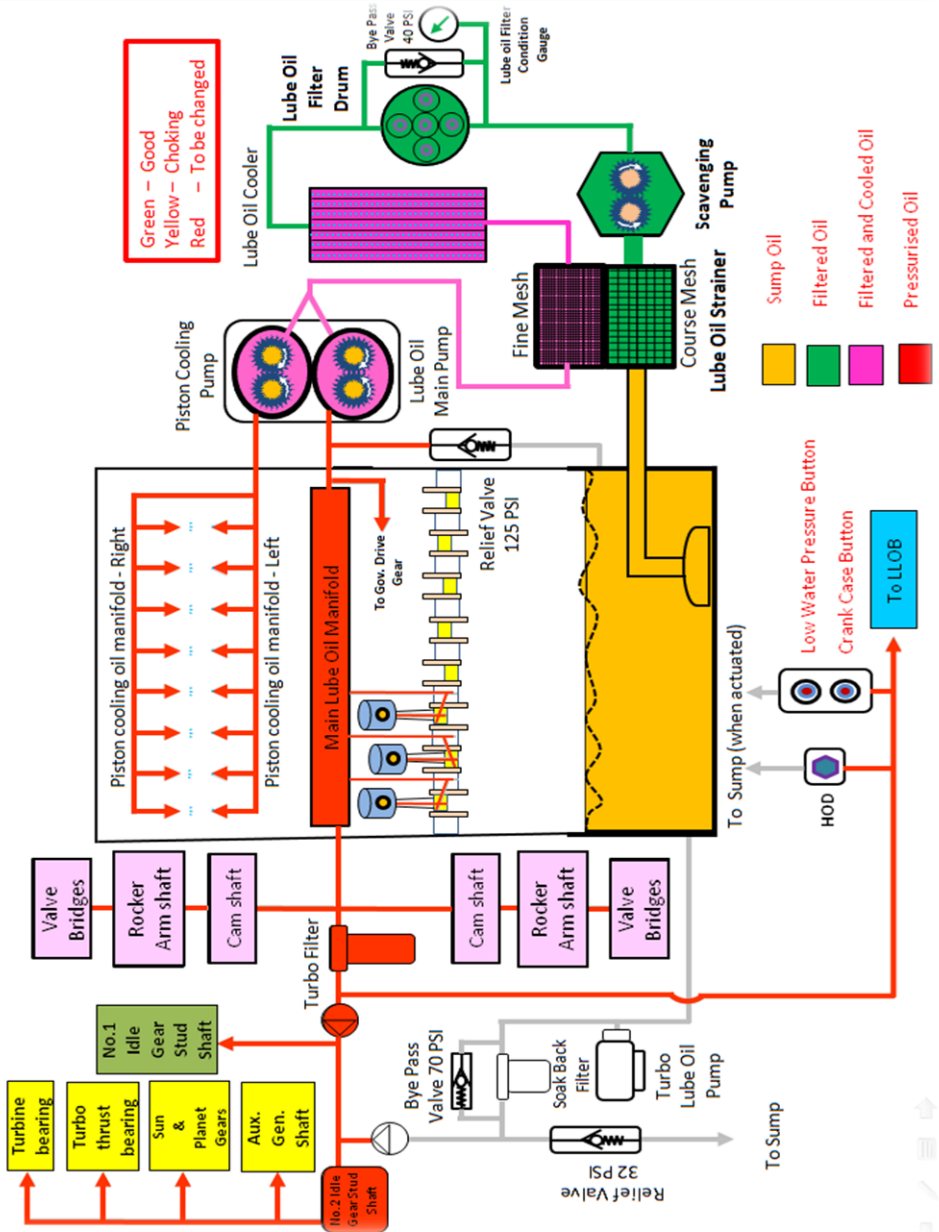 Green – Good
Yellow – Choking
Red – To be changed
Bye Pass
Valve
40 PSI
Lube oil Filter
Condition
Gauge
Lube Oil
Filter
Drum
Lube Oil Cooler
Scavenging
Pump
Piston Cooling
Pump
Lube Oil
Main Pump
Fine Mesh
Course Mesh
Lube Oil Strainer
Sump Oil
Filtered Oil
Filtered and Cooled Oil
Pressurised Oil
Piston cooling oil manifold - Right
Piston cooling oil manifold - Left
Main Lube Oil Manifold
To Gov. Drive
Gear
Relief Valve
125 PSI
To Sump (when actuated)
Low Water Pressure Button
Crank Case Button
HOD
To LLOB
Valve
Bridges
Rocker
Arm shaft
Cam shaft
Cam shaft
Rocker
Arm shaft
Valve
Bridges
Turbo Filter
No.1
Idle
Gear
Stud
Shaft
Turbine
bearing
Turbo
thrust
bearing
Sun
&
Planet
Gears
Aux.
Gen.
Shaft
No.2 Idle
Gear Stud
Shaft
Bye Pass
Valve 70 PSI
Soak Back
Filter
Turbo
Lube Oil
Pump
Relief Valve
32 PSI
To Sump